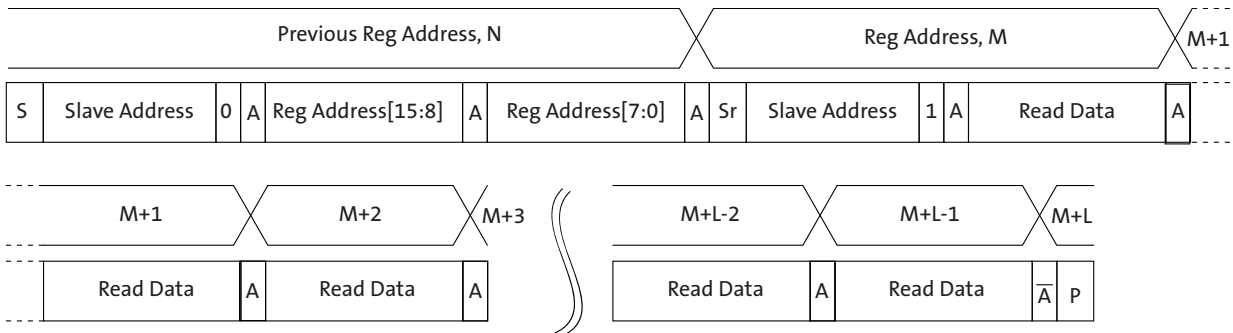 Previous Reg Address, N Reg Address, M M+1
S Slave Address 0 A Reg Address[15:8] A Reg Address[7:0] A Sr Slave Address 1 A Read Data A
M+1 M+2 M+3 M+L-2 M+L-1 M+L
Read Data A Read Data A Read Data A Read Data A̅ P